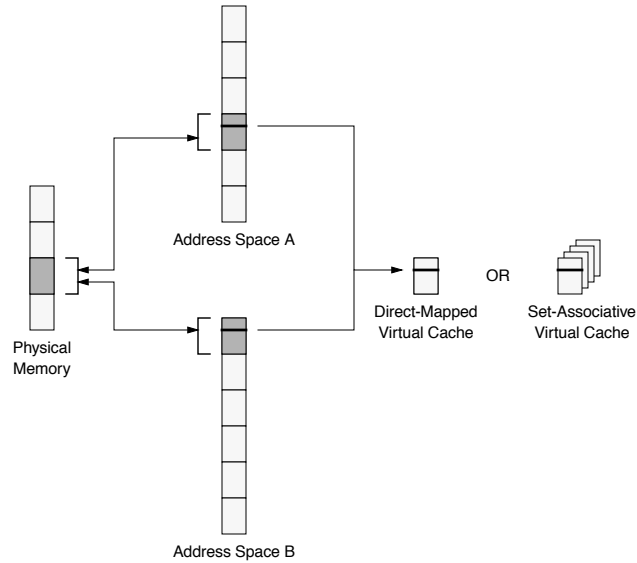 Address Space A
OR
Direct-Mapped
Virtual Cache
Set-Associative
Virtual Cache
Physical
Memory
Address Space B